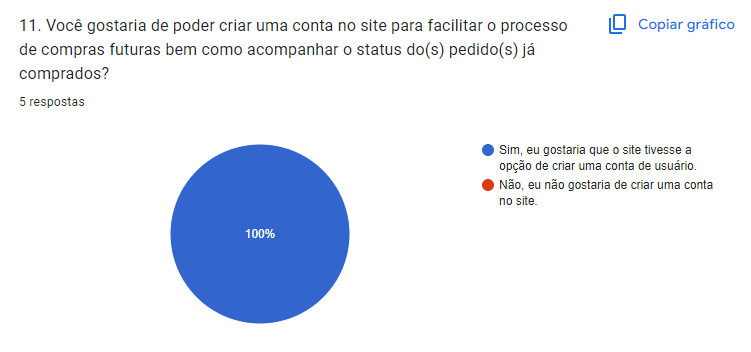 11. Você gostaria de poder criar uma conta no site para facilitar o processo
de compras futuras bem como acompanhar o status do(s) pedido(s) já
comprados?
Copiar gráfico
5 respostas
Sim, eu gostaria que o site tivesse a
opção de criar uma conta de usuário.
Não, eu não gostaria de criar uma conta
no site.
100%